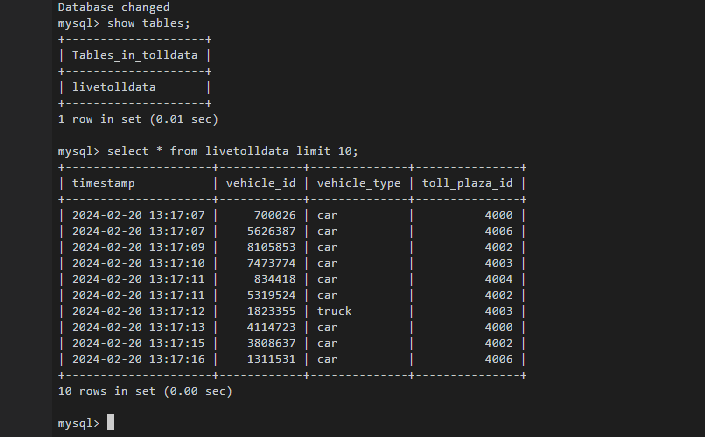 Database changed
mysql> show tables;
+--------------------+
| Tables_in_tolldata |
+--------------------+
| livetolldata       |
+--------------------+
1 row in set (0.01 sec)
mysql> select * from livetolldata limit 10;
+---------------------+------------+--------------+---------------+
| timestamp           | vehicle_id | vehicle_type | toll_plaza_id |
+---------------------+------------+--------------+---------------+
| 2024-02-20 13:17:07 |     700026 | car          |          4000 |
| 2024-02-20 13:17:07 |    5626387 | car          |          4006 |
| 2024-02-20 13:17:09 |    8105853 | car          |          4002 |
| 2024-02-20 13:17:10 |    7473774 | car          |          4003 |
| 2024-02-20 13:17:11 |     834418 | car          |          4004 |
| 2024-02-20 13:17:11 |    5319524 | car          |          4002 |
| 2024-02-20 13:17:12 |    1823355 | truck        |          4003 |
| 2024-02-20 13:17:13 |    4114723 | car          |          4000 |
| 2024-02-20 13:17:15 |    3808637 | car          |          4002 |
| 2024-02-20 13:17:16 |    1311531 | car          |          4006 |
+---------------------+------------+--------------+---------------+
10 rows in set (0.00 sec)
mysql>